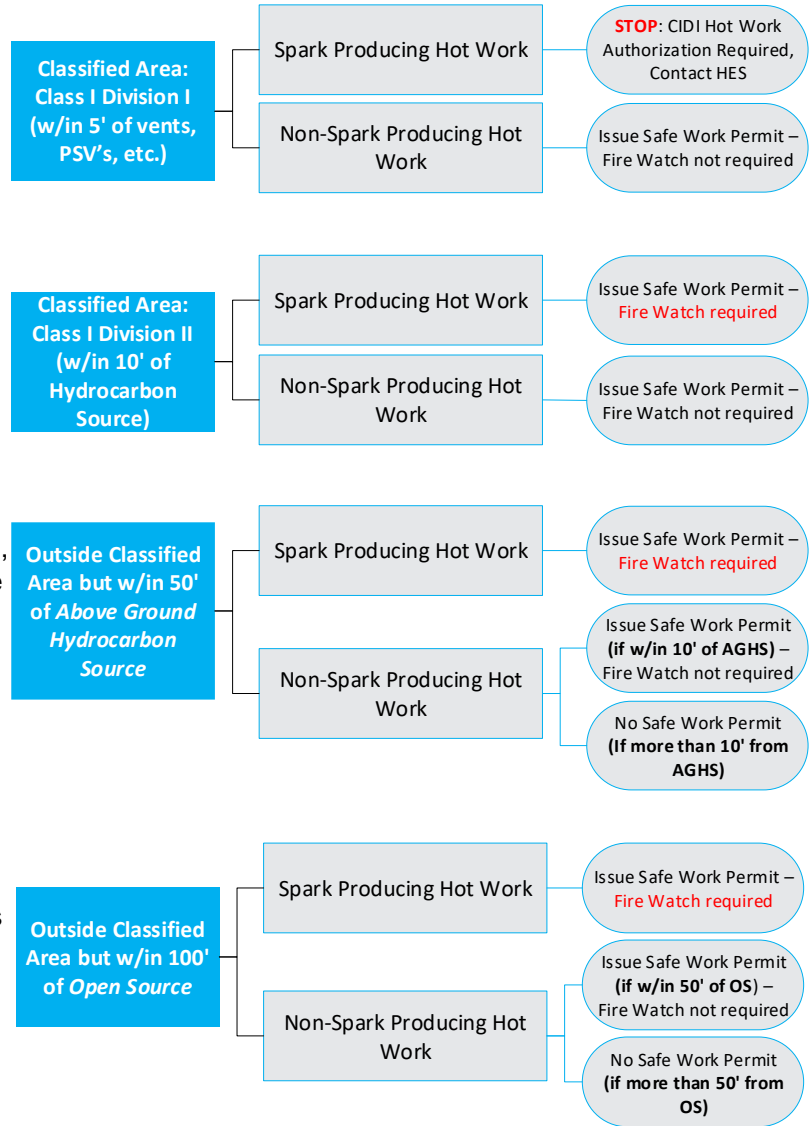 Classified Area:
Class I Division I
(w/in 5' of vents,
PSV's, etc.)
Spark Producing Hot Work
STOP: CIDI Hot Work
Authorization Required,
Contact HES
Non-Spark Producing Hot
Work
Issue Safe Work Permit –
Fire Watch not required
Classified Area:
Class I Division II
(w/in 10' of
Hydrocarbon
Source)
Spark Producing Hot Work
Issue Safe Work Permit –
Fire Watch required
Non-Spark Producing Hot
Work
Issue Safe Work Permit –
Fire Watch not required
,
e
Outside Classified
Area but w/in 50'
of Above Ground
Hydrocarbon
Source
Spark Producing Hot Work
Issue Safe Work Permit –
Fire Watch required
Non-Spark Producing Hot
Work
Issue Safe Work Permit
(if w/in 10' of AGHS) –
Fire Watch not required
No Safe Work Permit
(If more than 10' from
AGHS)
s
Outside Classified
Area but w/in 100'
of Open Source
Spark Producing Hot Work
Issue Safe Work Permit –
Fire Watch required
Non-Spark Producing Hot
Work
Issue Safe Work Permit
(if w/in 50' of OS) –
Fire Watch not required
No Safe Work Permit
(if more than 50' from
OS)